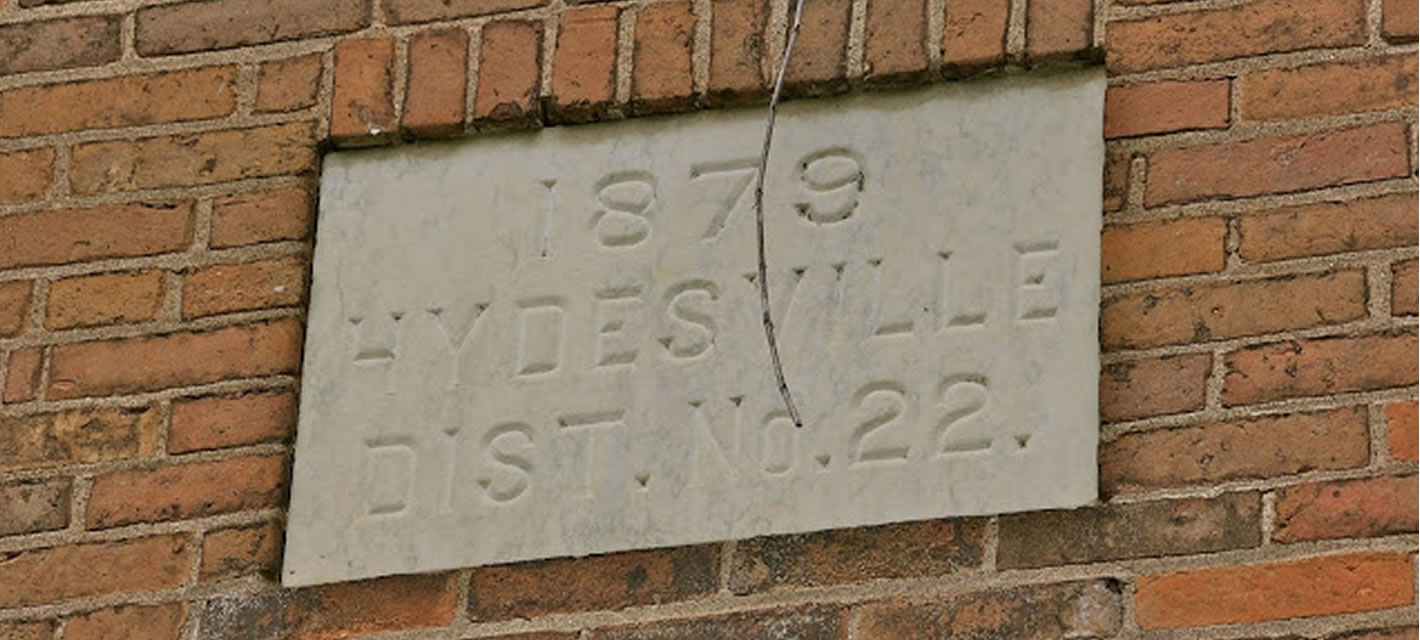 1879
HYDESVILLE
DIST. No. 22.